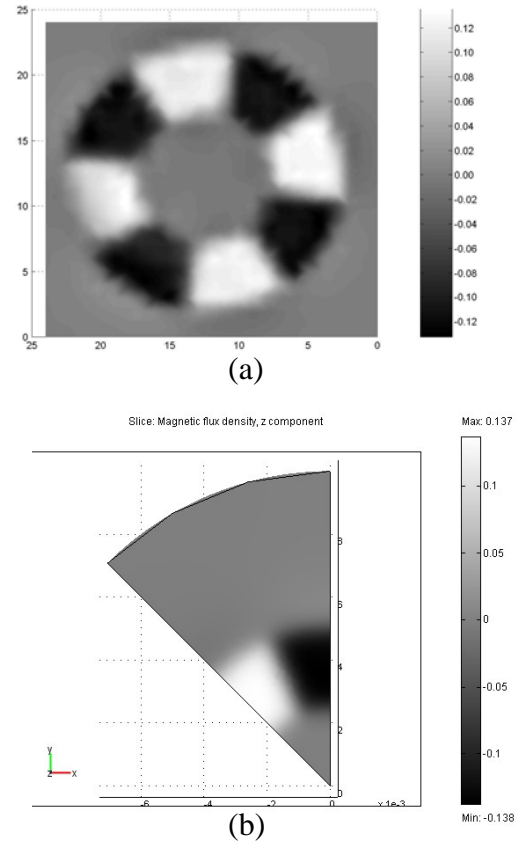 25
20
15
10
5
0
25 20 15 10 5 0
0.12
0.10
0.08
0.06
0.04
0.02
0.00
-0.02
-0.04
-0.06
-0.08
-0.10
-0.12
(a)
Slice: Magnetic flux density, z component
Max: 0.137
8
6
4
2
0
-6 -4 -2 0
x 1e-3
y
z x
0.1
0.05
0
-0.05
-0.1
Min: -0.138
(b)